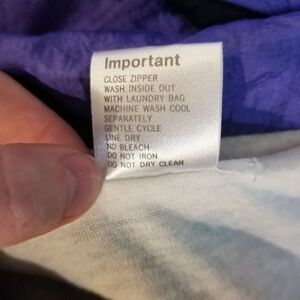 Important
CLOSE ZIPPER
WASH INSIDE OUT
WITH LAUNDRY BAG
MACHINE WASH COOL
SEPARATELY
GENTLE CYCLE
LINE DRY
NO BLEACH
DO NOT IRON
DO NOT DRY CLEAN